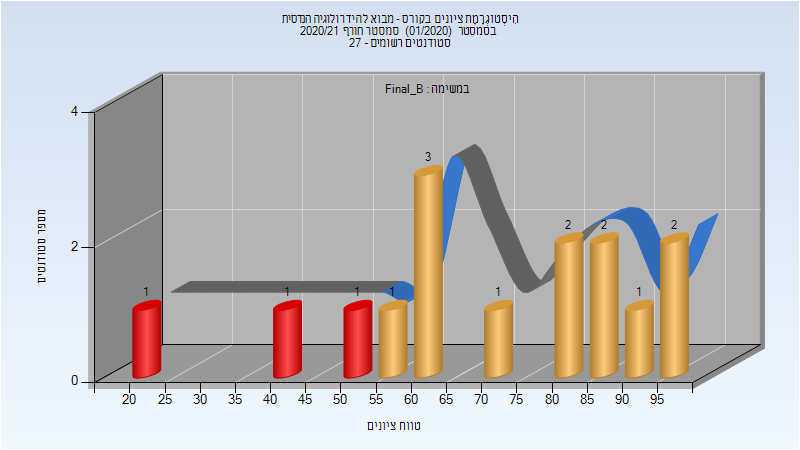 היסטוגרמת ציונים בקורס - מבוא להידרולוגיה הנדסית
בסמסטר (01/2020) סמסטר חורף 2020/21
סטודנטים רשומים - 27
במשימה : Final_B
4
2
0
מספר סטודנטים
1
1
1
1
3
1
2
2
1
2
20 25 30 35 40 45 50 55 60 65 70 75 80 85 90 95
טווח ציונים